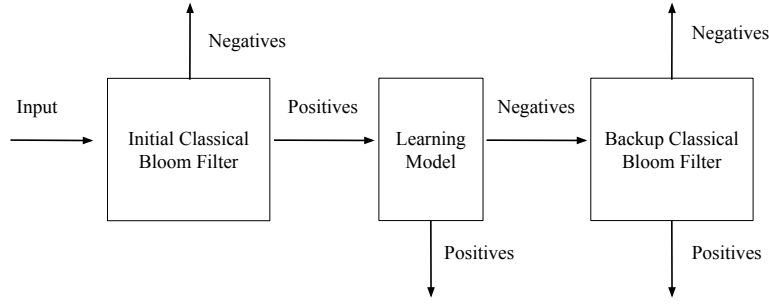 Negatives
Negatives
Input
Positives
Negatives
Initial Classical
Bloom Filter
Learning
Model
Backup Classical
Bloom Filter
Positives
Positives